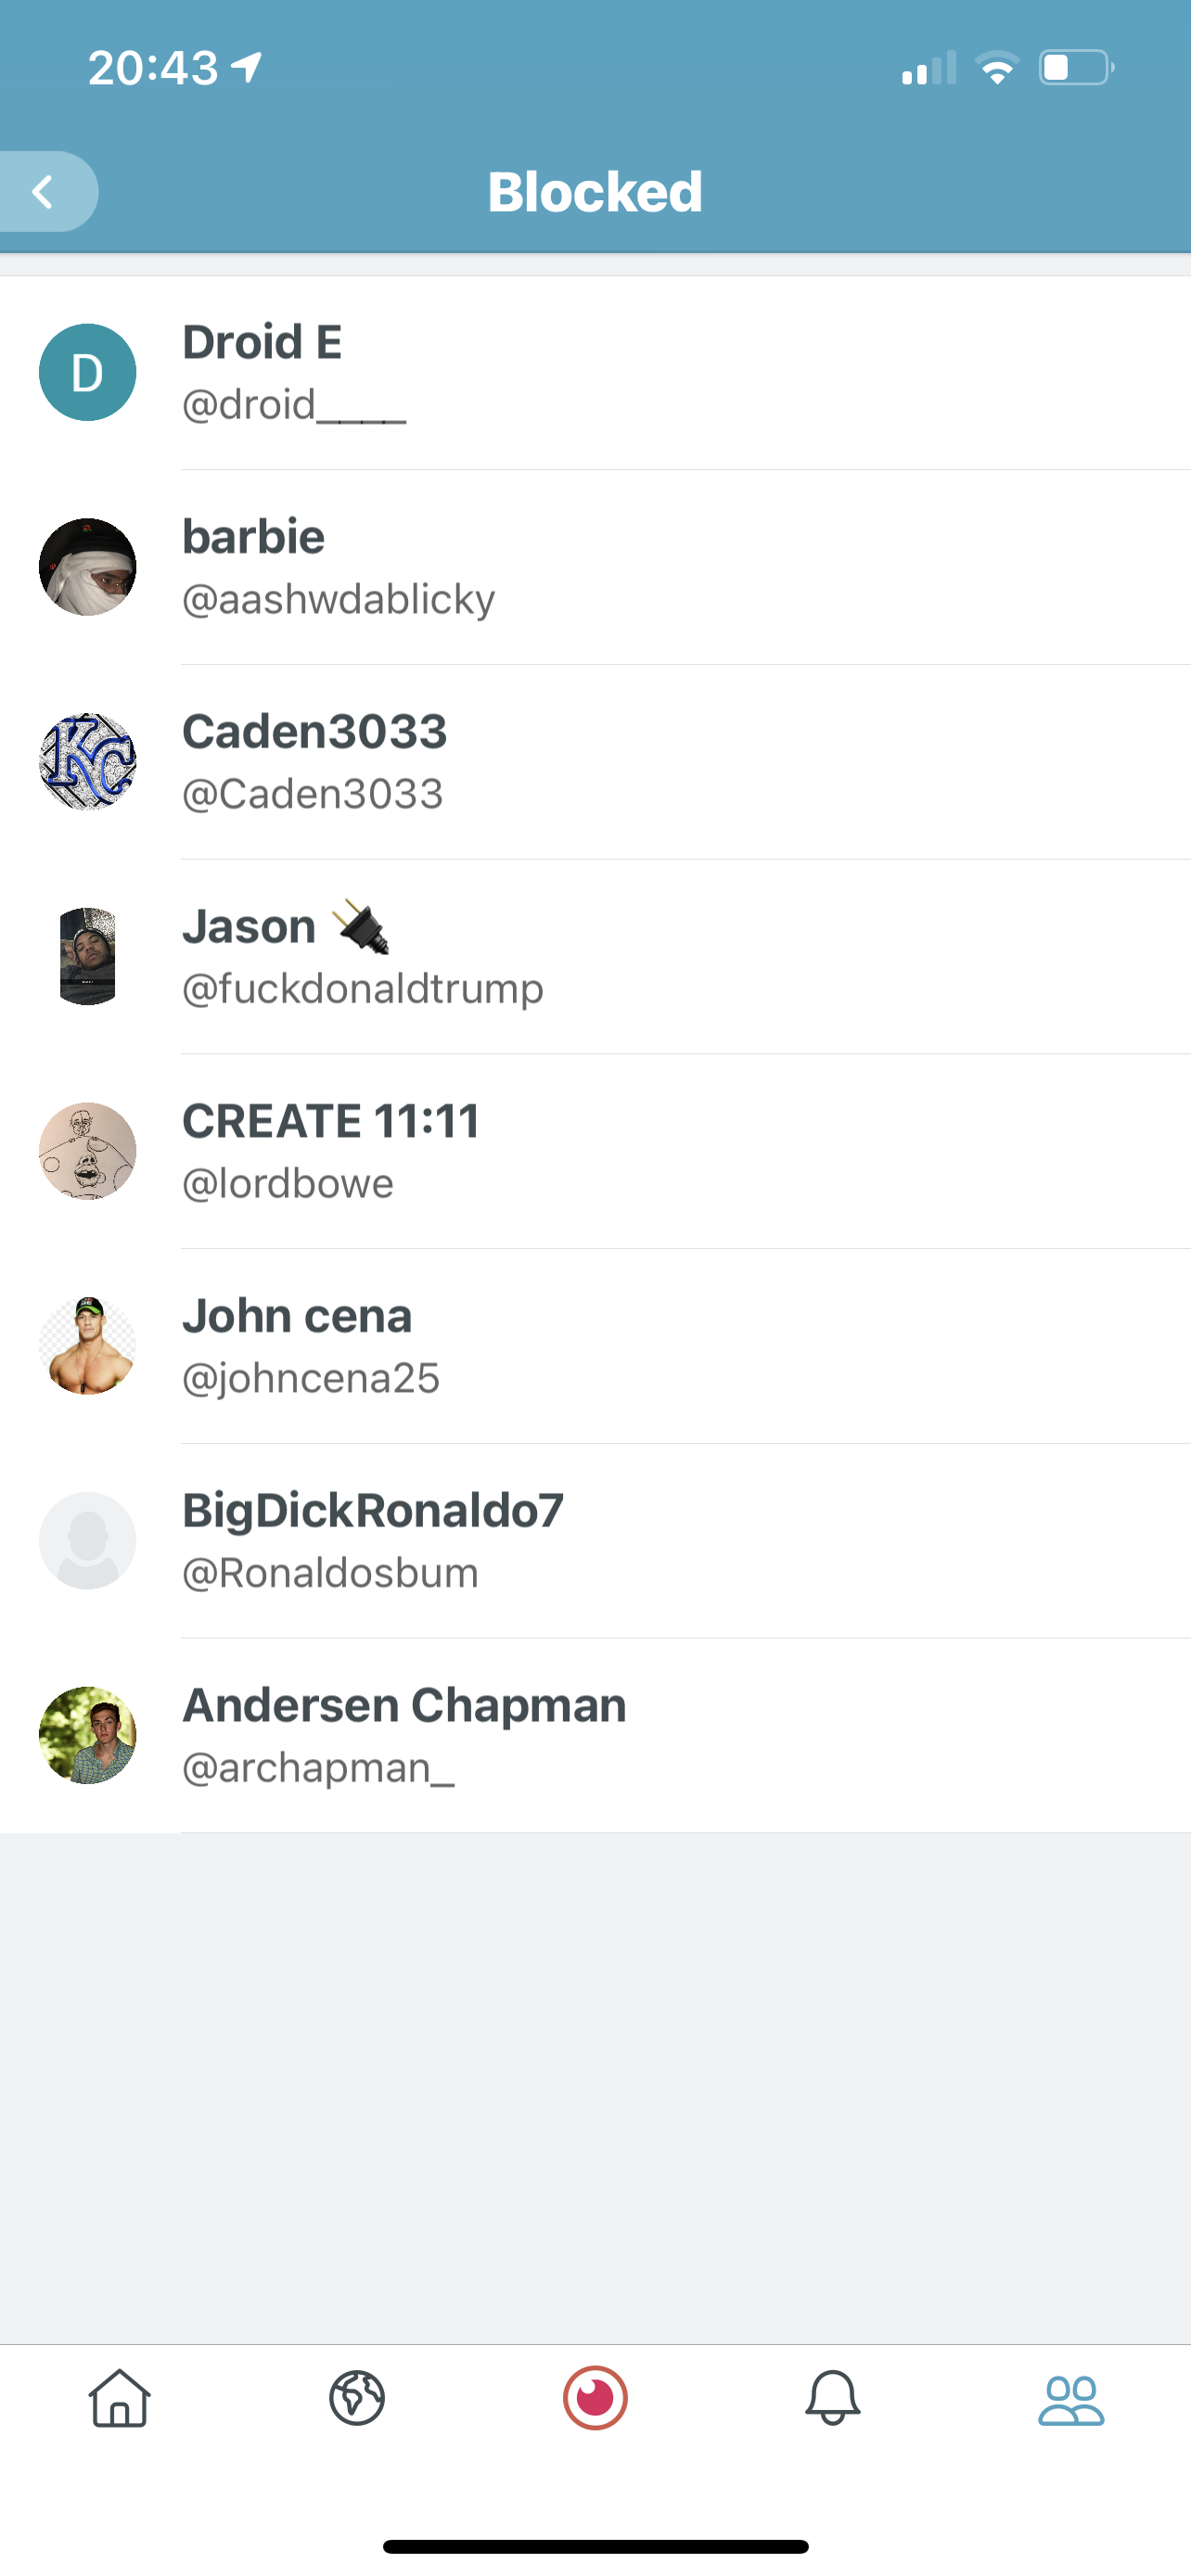 20:43
Blocked
D
Droid E
@droid____
barbie
@aashwdablicky
KC
Caden3033
@Caden3033
Jason 🔌
@fuckdonaldtrump
CREATE 11:11
@lordbowe
John cena
@johncena25
BigDickRonaldo7
@Ronaldosbum
Andersen Chapman
@archapman_